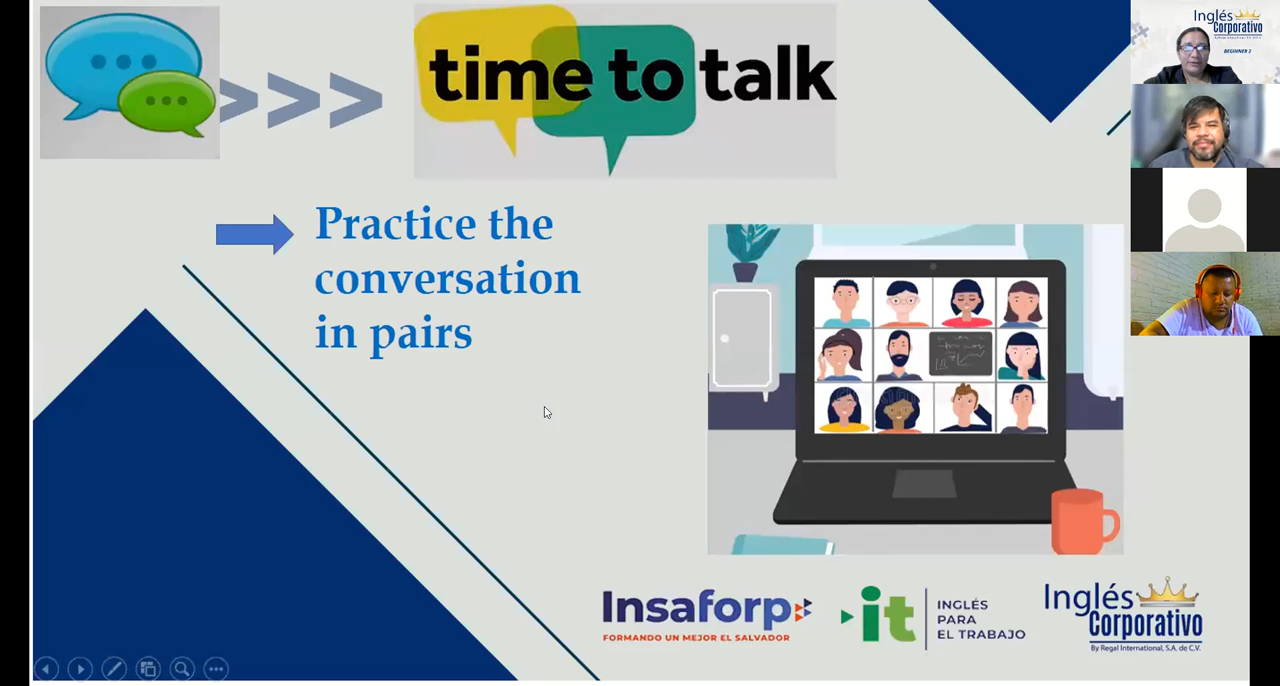 time to talk
Practice the
conversation
in pairs
Insaforp
FORMANDO UN MEJOR EL SALVADOR
it
INGLÉS
PARA
EL TRABAJO
Inglés
Corporativo
By Regal International, S.A. de C.V.
Inglés
Corporativo
BEGINNER 2